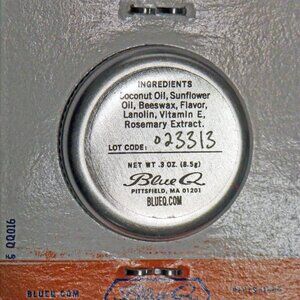 INGREDIENTS
Coconut Oil, Sunflower
Oil, Beeswax, Flavor,
Lanolin, Vitamin E,
Rosemary Extract.
LOT CODE: 023313
NET WT .3 OZ. (8.5g)
Blue Q
PITTSFIELD, MA 01201
BLUEQ.COM
QQ016
BLUEQ.COM